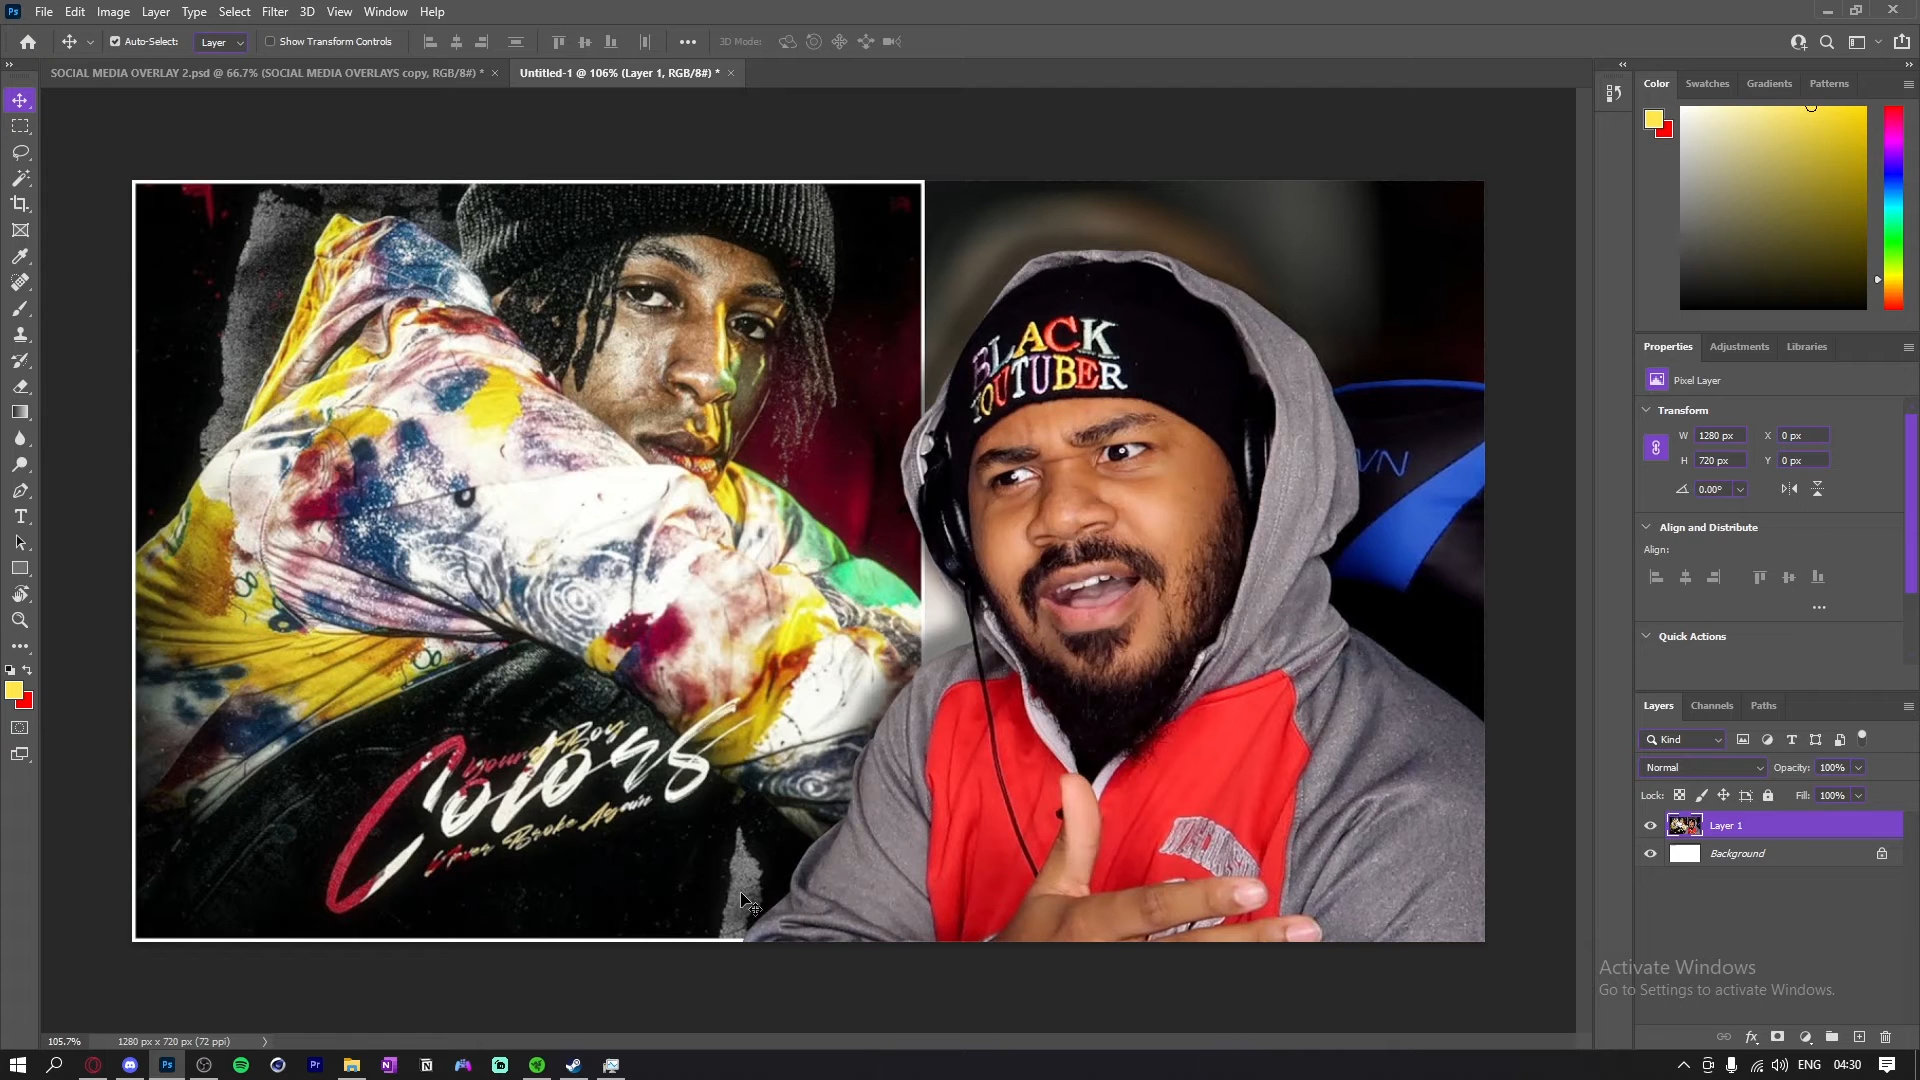 File Edit Image Layer Type Select Filter 3D View Window Help
Auto-Select: Layer Show Transform Controls 3D Mode:
SOCIAL MEDIA OVERLAY 2.psd @ 66.7% (SOCIAL MEDIA OVERLAYS copy, RGB/8#) * Untitled-1 @ 106% (Layer 1, RGB/8#) *
Color Swatches Gradients Patterns
BLACK
YOUTUBER
YoungBoy
Colors
Never Broke Again
Properties Adjustments Libraries
Pixel Layer
Transform
W 1280 px X 0 px
H 720 px Y 0 px
0.00°
Align and Distribute
Align:
Quick Actions
Layers Channels Paths
Kind
Normal Opacity: 100%
Lock: Fill: 100%
Layer 1
Background
Activate Windows
Go to Settings to activate Windows.
105.7% 1280 px x 720 px (72 ppi)
ENG 04:30